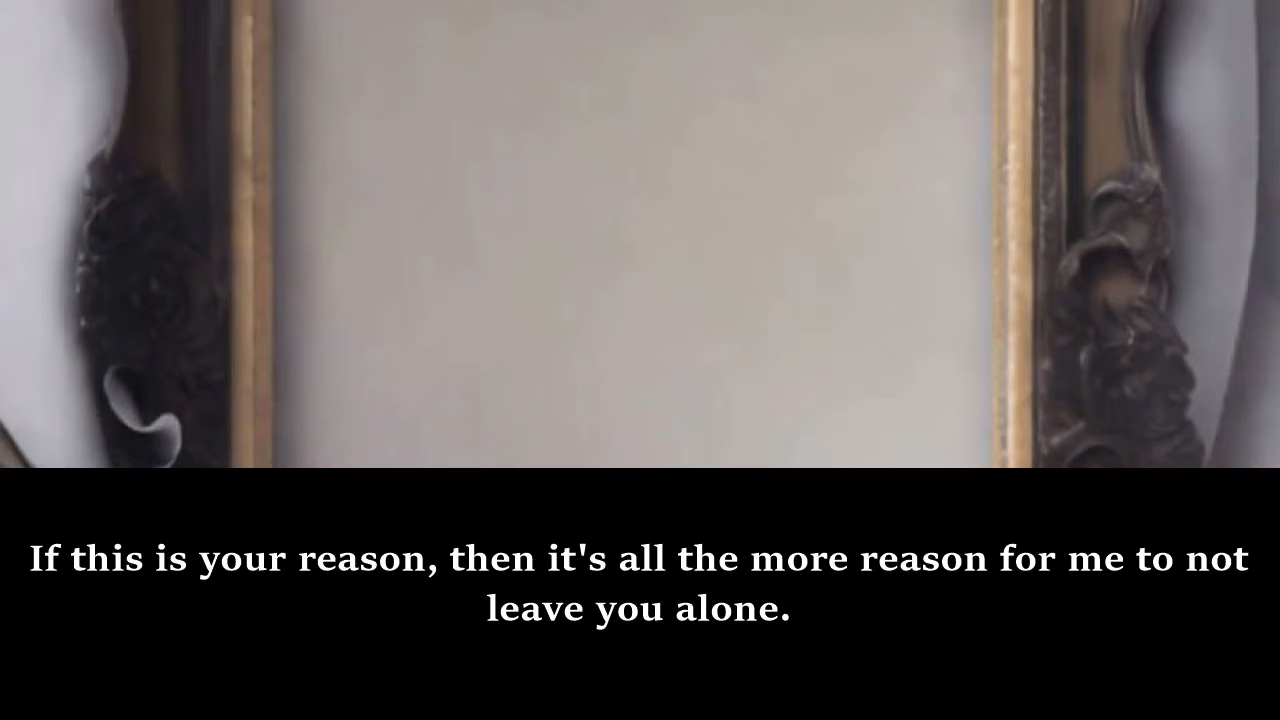 If this is your reason, then it's all the more reason for me to not
leave you alone.